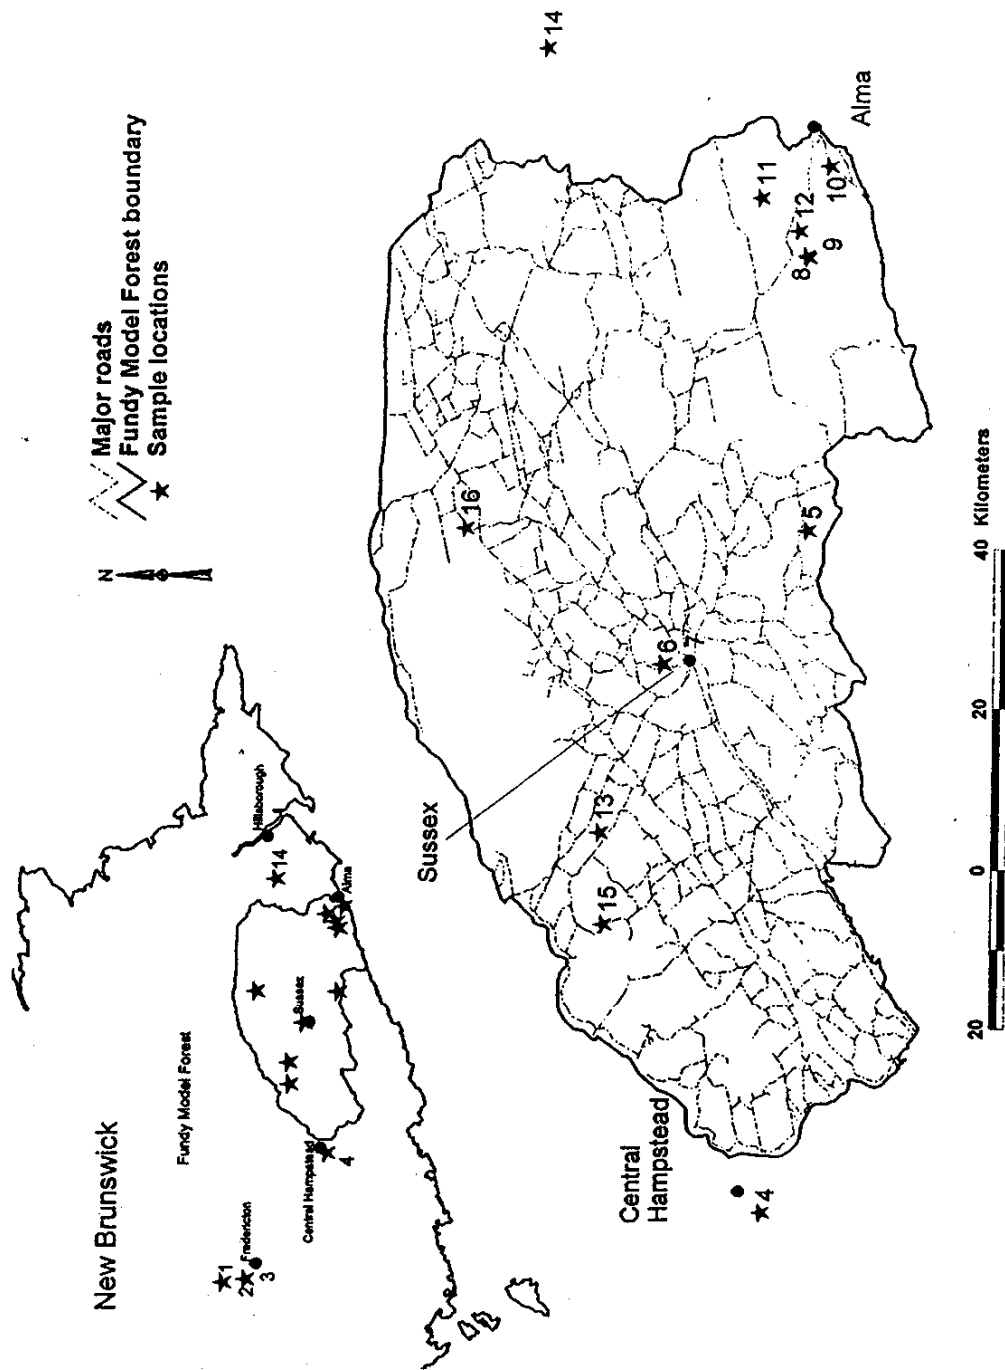 New Brunswick
Fundy Model Forest
1
2
Fredericton
3
Central Hampstead
4
Sussex
14
Hillsborough
Alma
N
Major roads
Fundy Model Forest boundary
Sample locations
14
16
Sussex
15
13
6
7
5
11
12
8
9
10
Alma
Central
Hampstead
4
20 0 20 40 Kilometers